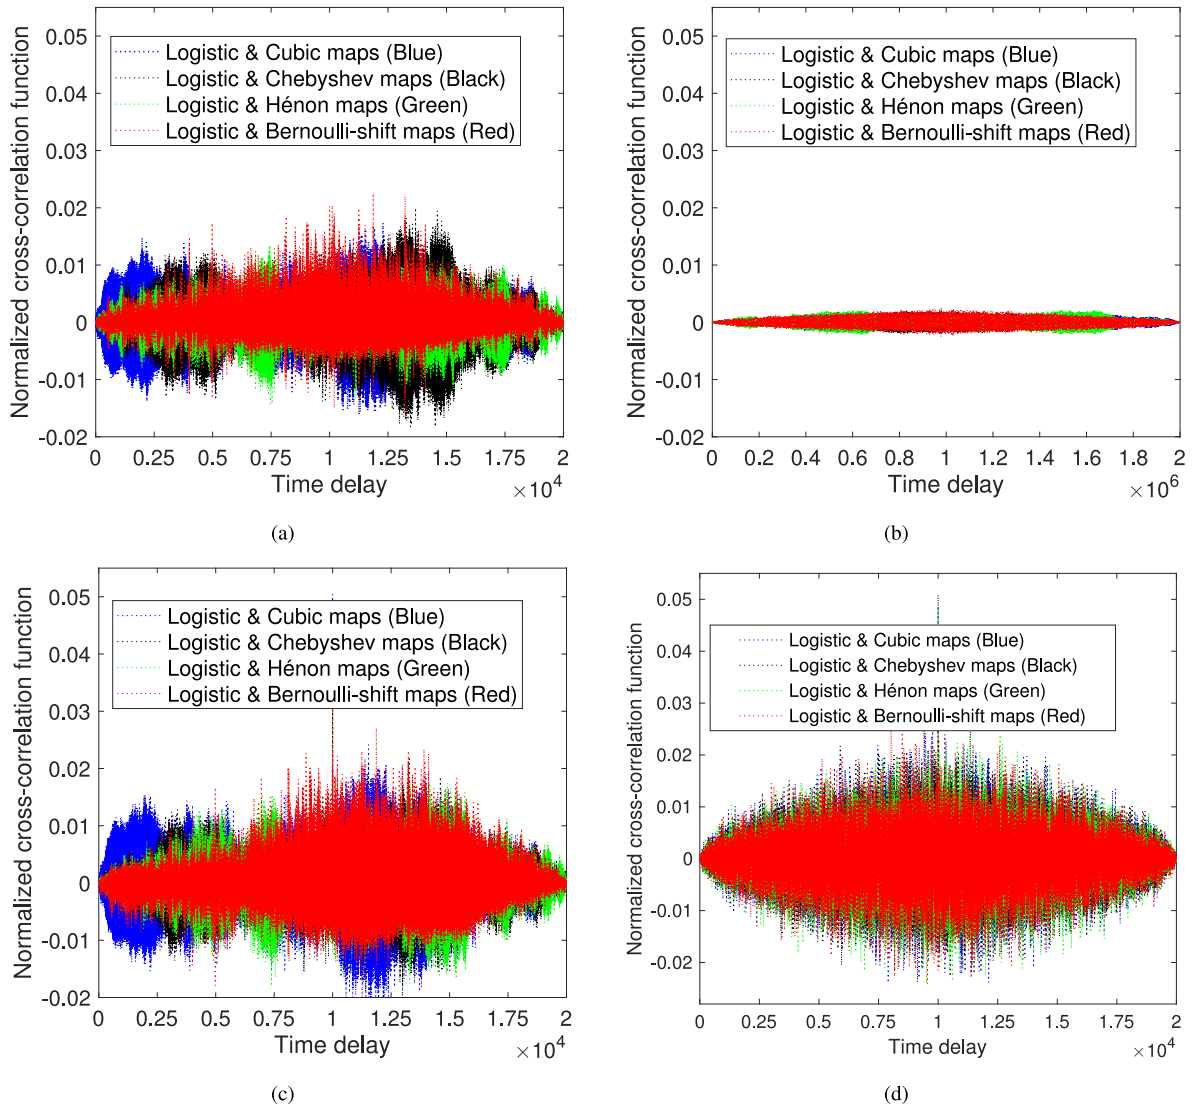 Normalized cross-correlation function
0.05
0.04
0.03
0.02
0.01
0
-0.01
-0.02
Logistic & Cubic maps (Blue)
Logistic & Chebyshev maps (Black)
Logistic & Hénon maps (Green)
Logistic & Bernoulli-shift maps (Red)
0 0.25 0.5 0.75 1 1.25 1.5 1.75 2
Time delay
×10^4
(a)
Normalized cross-correlation function
0.05
0.04
0.03
0.02
0.01
0
-0.01
-0.02
Logistic & Cubic maps (Blue)
Logistic & Chebyshev maps (Black)
Logistic & Hénon maps (Green)
Logistic & Bernoulli-shift maps (Red)
0 0.2 0.4 0.6 0.8 1 1.2 1.4 1.6 1.8 2
Time delay
×10^6
(b)
Normalized cross-correlation function
0.05
0.04
0.03
0.02
0.01
0
-0.01
-0.02
Logistic & Cubic maps (Blue)
Logistic & Chebyshev maps (Black)
Logistic & Hénon maps (Green)
Logistic & Bernoulli-shift maps (Red)
0 0.25 0.5 0.75 1 1.25 1.5 1.75 2
Time delay
×10^4
(c)
Normalized cross-correlation function
0.05
0.04
0.03
0.02
0.01
0
-0.01
-0.02
Logistic & Cubic maps (Blue)
Logistic & Chebyshev maps (Black)
Logistic & Hénon maps (Green)
Logistic & Bernoulli-shift maps (Red)
0 0.25 0.5 0.75 1 1.25 1.5 1.75 2
Time delay
×10^4
(d)